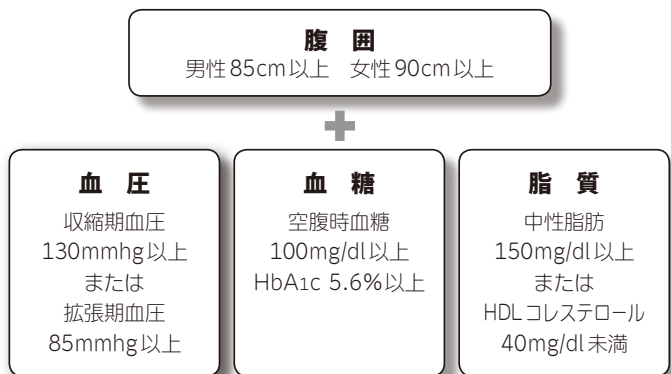 腹 囲
男性85cm以上 女性90cm以上
+
血 圧
収縮期血圧
130mmhg以上
または
拡張期血圧
85mmhg以上
血 糖
空腹時血糖
100mg/dl以上
HbA1c 5.6%以上
脂 質
中性脂肪
150mg/dl以上
または
HDLコレステロール
40mg/dl未満